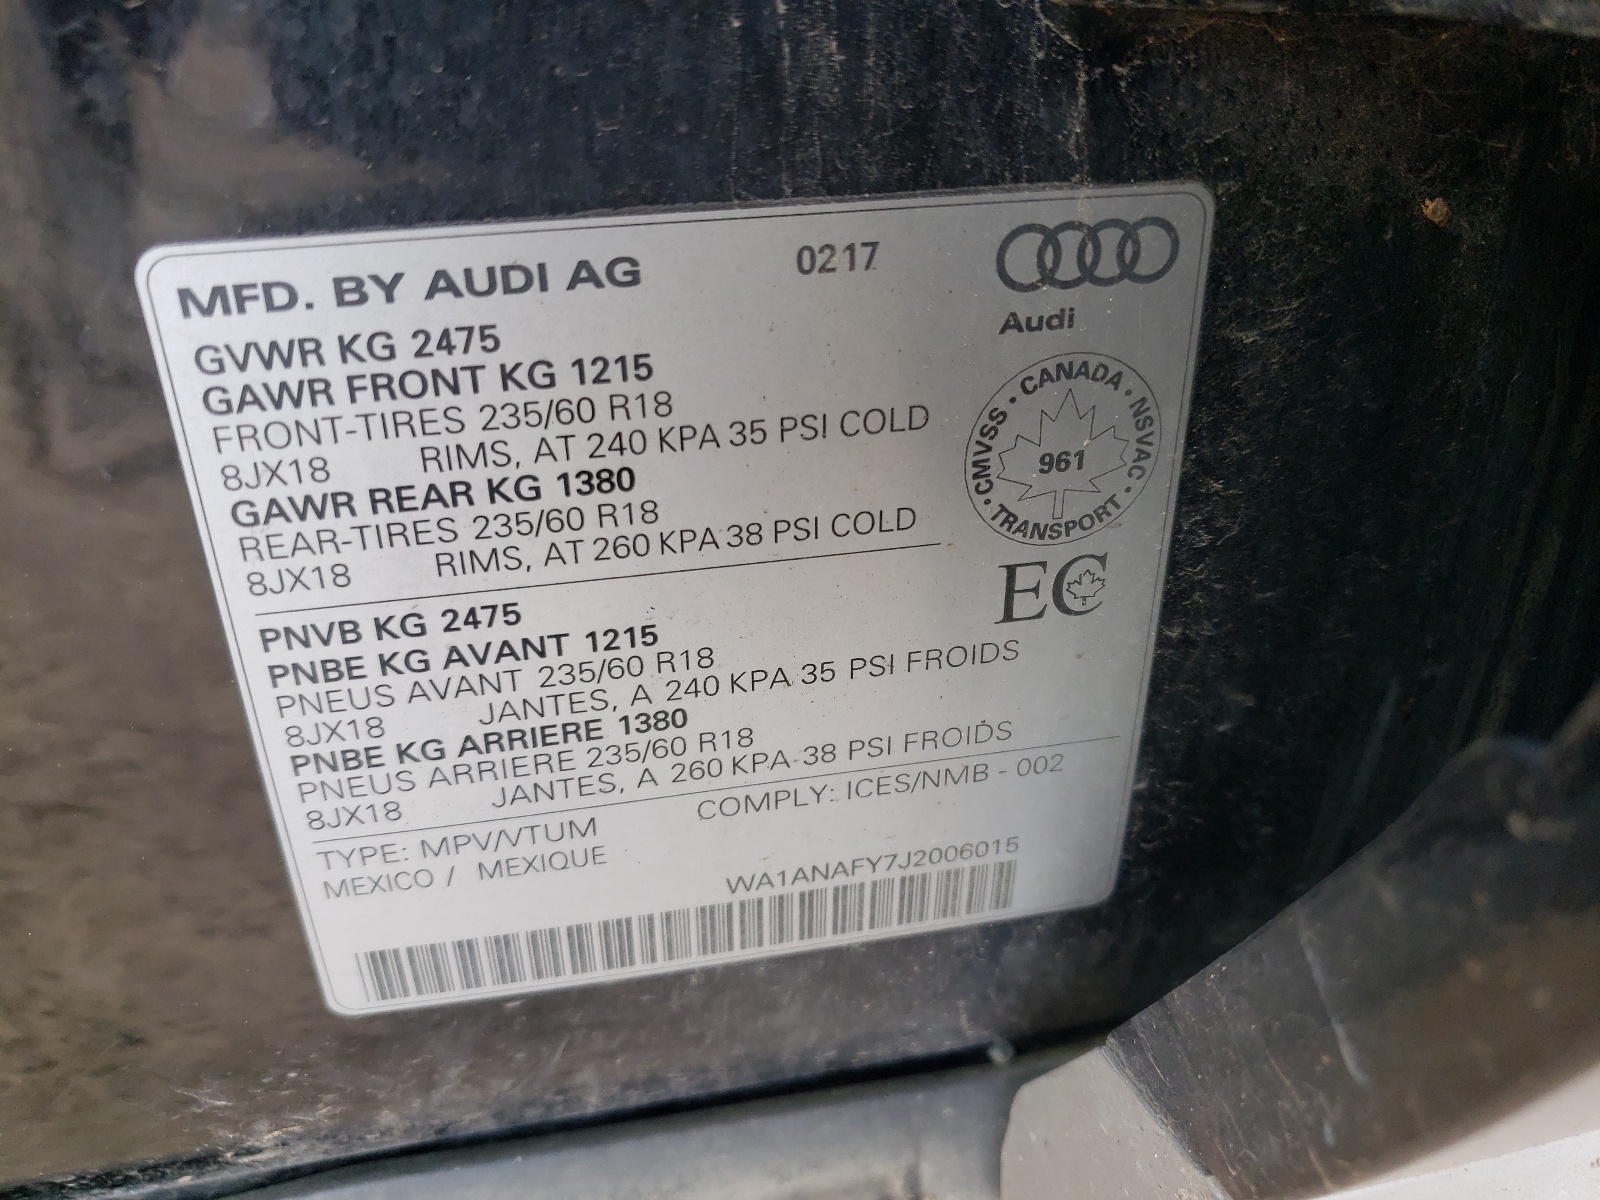 MFD. BY AUDI AG 0217
Audi
GVWR KG 2475
GAWR FRONT KG 1215
FRONT-TIRES 235/60 R18
8JX18 RIMS, AT 240 KPA 35 PSI COLD
GAWR REAR KG 1380
REAR-TIRES 235/60 R18
8JX18 RIMS, AT 260 KPA 38 PSI COLD
CMVSS · CANADA · NSVAC · TRANSPORT ·
961
EC
PNVB KG 2475
PNBE KG AVANT 1215
PNEUS AVANT 235/60 R18
8JX18 JANTES, A 240 KPA 35 PSI FROIDS
PNBE KG ARRIERE 1380
PNEUS ARRIERE 235/60 R18
8JX18 JANTES, A 260 KPA 38 PSI FROIDS
TYPE: MPV/VTUM COMPLY: ICES/NMB - 002
MEXICO / MEXIQUE
WA1ANAFY7J2006015